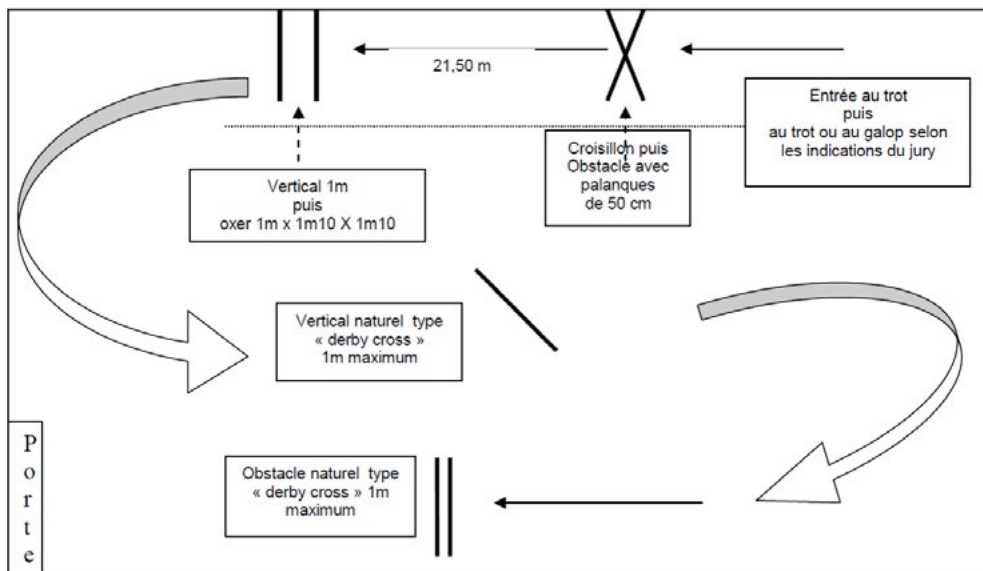 21,50 m
Entrée au trot
puis
au trot ou au galop selon
les indications du jury
Croisillon puis
Obstacle avec
palanques
de 50 cm
Vertical 1m
puis
oxer 1m x 1m10 X 1m10
Vertical naturel type
« derby cross »
1m maximum
Obstacle naturel type
« derby cross » 1m
maximum
P
o
r
t
e